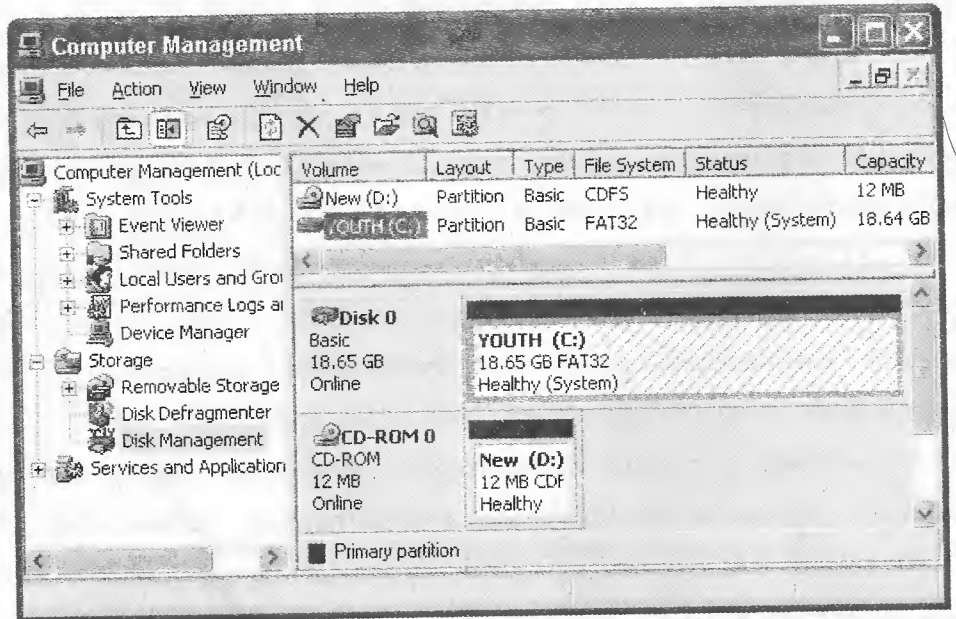 Computer Management
File Action View Window Help
Computer Management (Loc
System Tools
Event Viewer
Shared Folders
Local Users and Gro
Performance Logs a
Device Manager
Storage
Removable Storage
Disk Defragmenter
Disk Management
Services and Application
Volume Layout Type File System Status Capacity
New (D:) Partition Basic CDFS Healthy 12 MB
YOUTH (C:) Partition Basic FAT32 Healthy (System) 18.64 GB
Disk 0
Basic
18.65 GB
Online
YOUTH (C:)
18.65 GB FAT32
Healthy (System)
CD-ROM 0
CD-ROM
12 MB
Online
New (D:)
12 MB CDF
Healthy
Primary partition